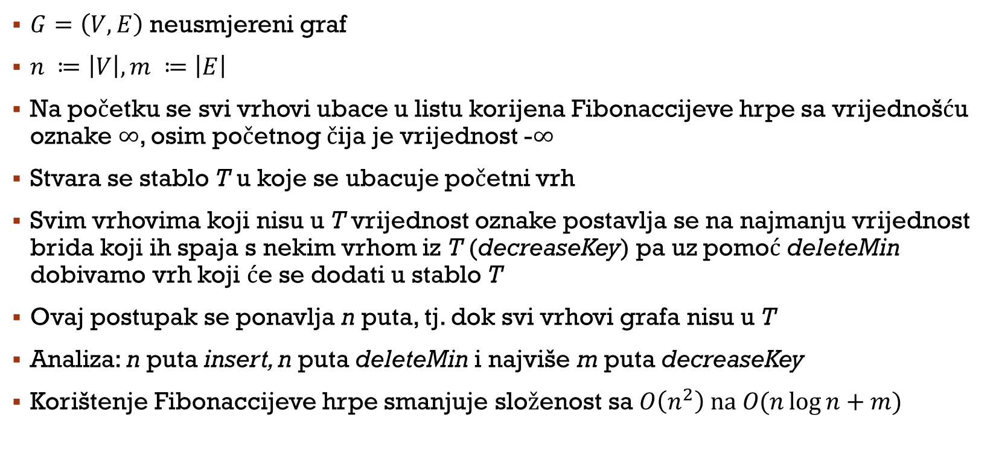 ▪ G = (V, E) neusmjereni graf
▪ n ≔ |V|, m ≔ |E|
▪ Na početku se svi vrhovi ubace u listu korijena Fibonaccijeve hrpe sa vrijednošću
oznake ∞, osim početnog čija je vrijednost -∞
▪ Stvara se stablo T u koje se ubacuje početni vrh
▪ Svim vrhovima koji nisu u T vrijednost oznake postavlja se na najmanju vrijednost
brida koji ih spaja s nekim vrhom iz T (decreaseKey) pa uz pomoć deleteMin
dobivamo vrh koji će se dodati u stablo T
▪ Ovaj postupak se ponavlja n puta, tj. dok svi vrhovi grafa nisu u T
▪ Analiza: n puta insert, n puta deleteMin i najviše m puta decreaseKey
▪ Korištenje Fibonaccijeve hrpe smanjuje složenost sa O(n²) na O(n log n + m)